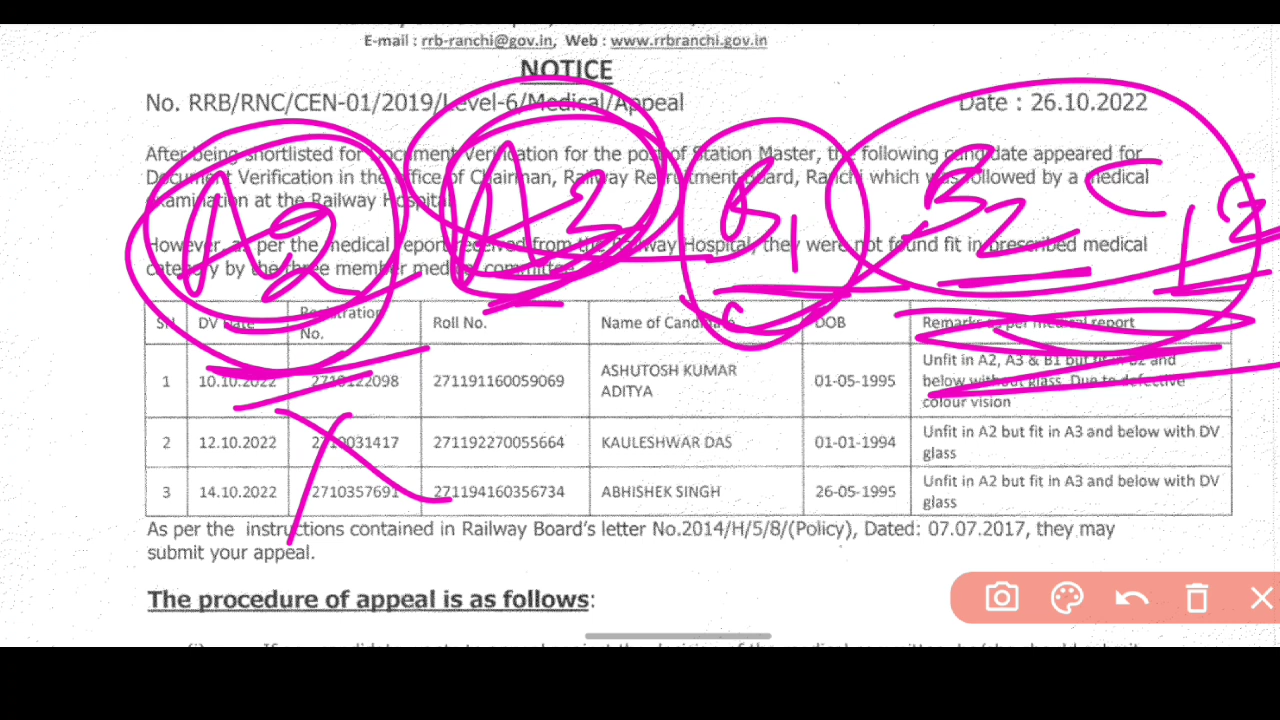 E-mail : rrb-ranchi@gov.in, Web : www.rrbranchi.gov.in
NOTICE
No. RRB/RNC/CEN-01/2019/Level-6/Medical/Appeal Date : 26.10.2022
After being shortlisted for Document Verification for the post of Station Master, the following candidate appeared for
Document Verification in the office of Chairman, Railway Recruitment Board, Ranchi which was followed by a medical
examination at the Railway Hospital
A2 A3 B1 B2 C1 C2
However, as per the medical report received from the Railway Hospital, they were not found fit in prescribed medical
category by the three member medical committee
SN DV Date Registration No. Roll No. Name of Candidate DOB Remarks as per medical report
1 10.10.2022 2710122098 271191160059069 ASHUTOSH KUMAR ADITYA 01-05-1995 Unfit in A2, A3 & B1 but fit in B2 and
below without glass. Due to defective
colour vision
2 12.10.2022 2710031417 271192270055664 KAULESHWAR DAS 01-01-1994 Unfit in A2 but fit in A3 and below with DV
glass
3 14.10.2022 2710357691 271194160356734 ABHISHEK SINGH 26-05-1995 Unfit in A2 but fit in A3 and below with DV
glass
As per the instructions contained in Railway Board's letter No.2014/H/5/8/(Policy), Dated: 07.07.2017, they may
submit your appeal.
The procedure of appeal is as follows: